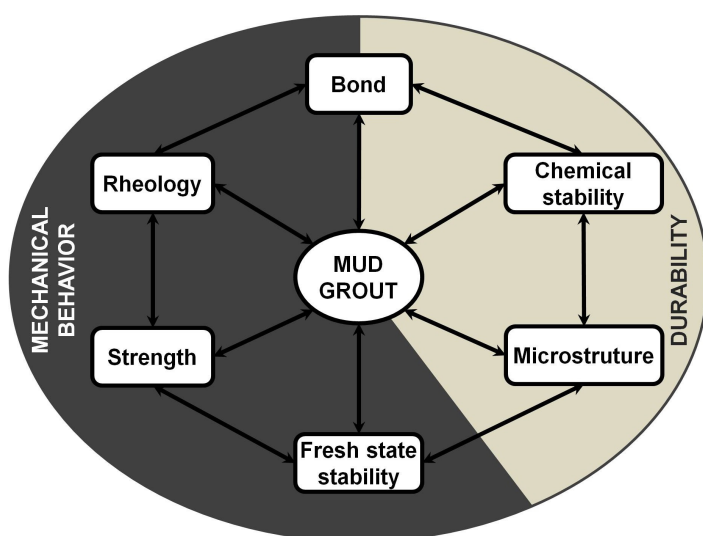 Bond
Rheology
Chemical
stability
MECHANICAL
BEHAVIOR
MUD
GROUT
DURABILITY
Strength
Microstruture
Fresh state
stability